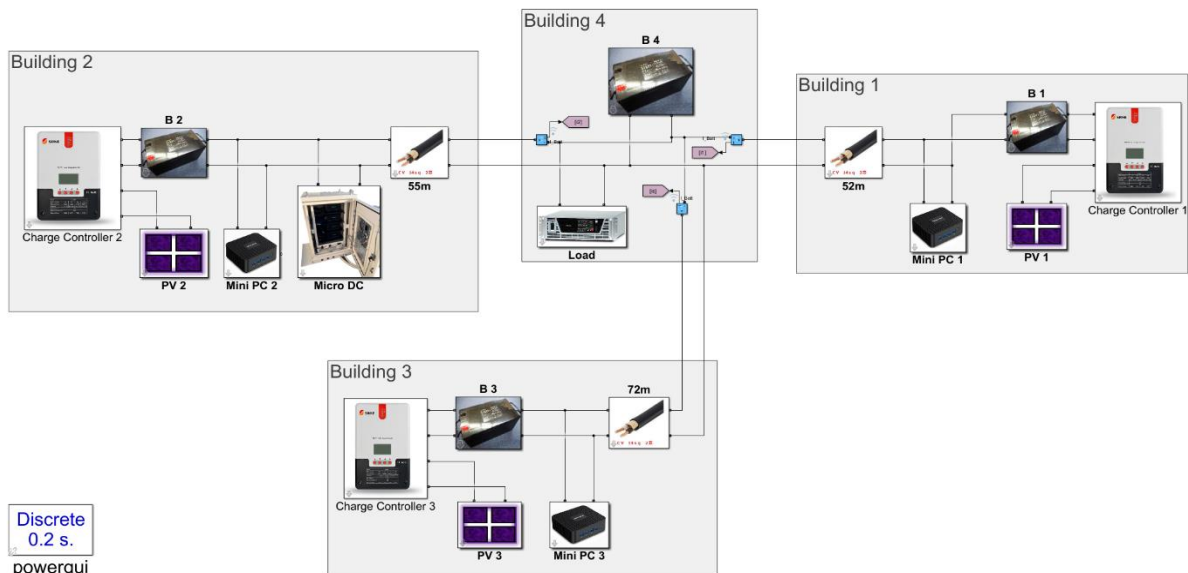 Building 4
B 4
Building 2
B 2
Charge Controller 2
PV 2
Mini PC 2
Micro DC
55m
Load
Building 1
B 1
52m
Charge Controller 1
Mini PC 1
PV 1
Building 3
B 3
72m
Charge Controller 3
PV 3
Mini PC 3
Discrete
0.2 s.
powergui